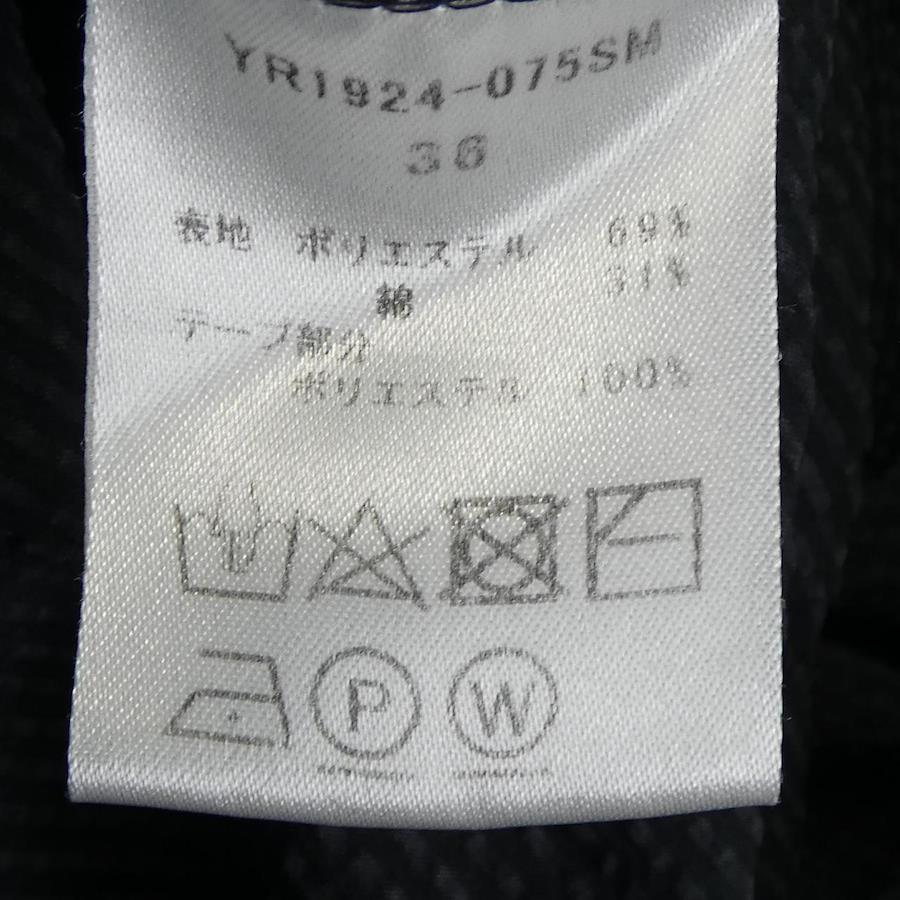 YR1924-075SM
36
表地 ポリエステル 69%
綿 31%
テープ部分
ポリエステル 100%
P
W